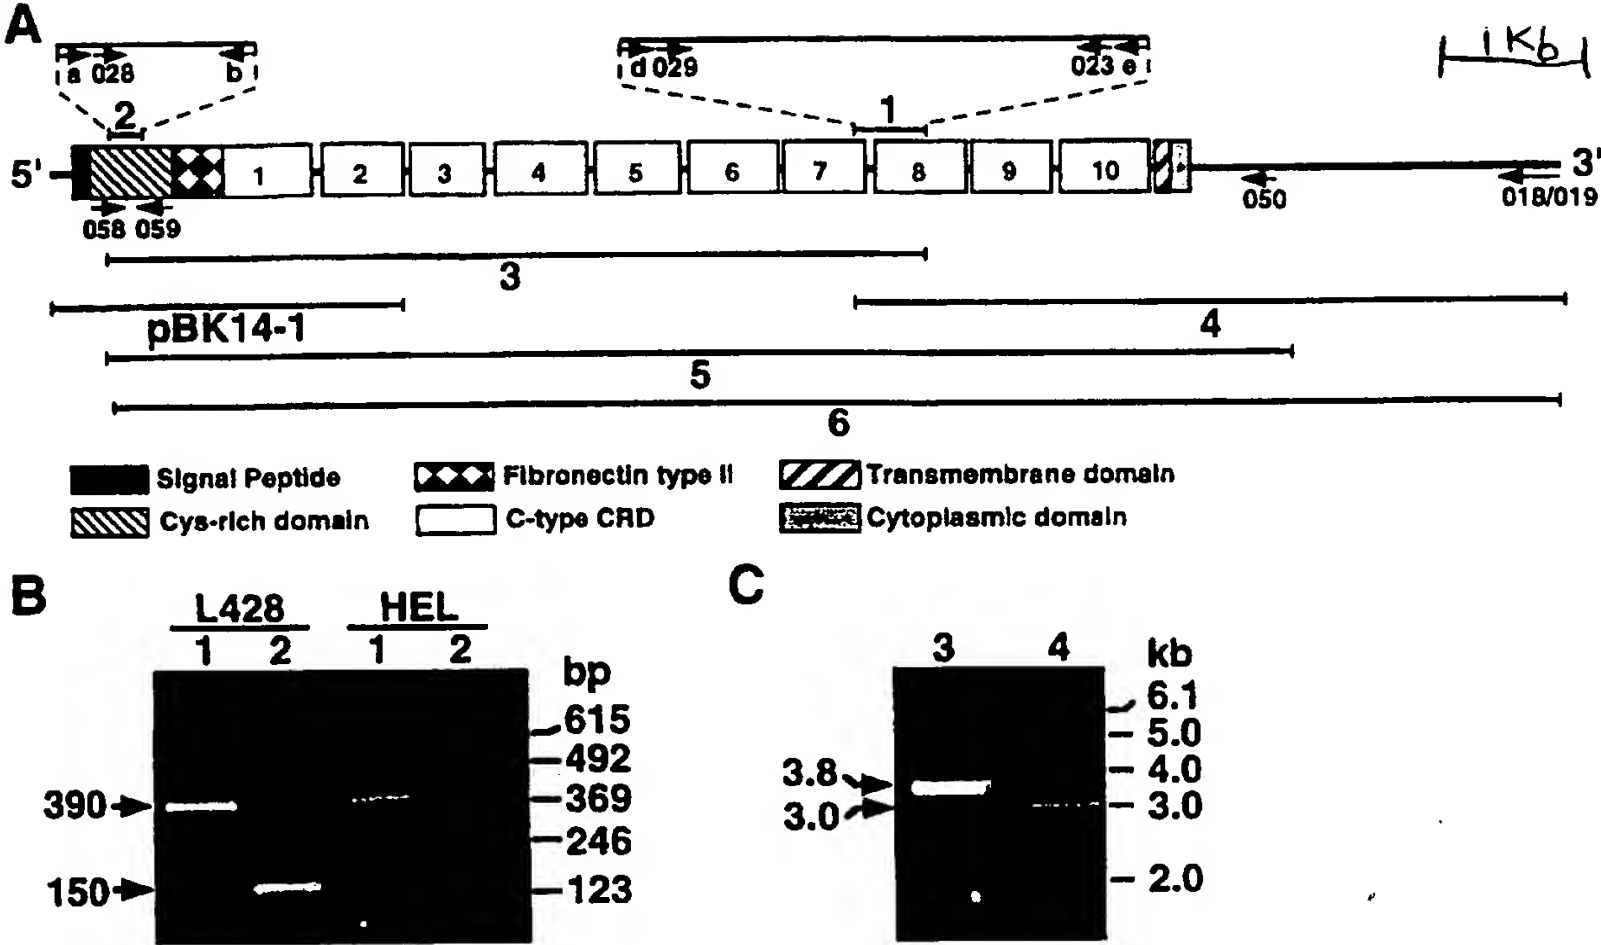 A
a 028 b
d 029 023 e
1 Kb
2
1
5' 1 2 3 4 5 6 7 8 9 10 3'
058 059
050
018/019
3
pBK14-1
4
5
6
Signal Peptide
Fibronectin type II
Transmembrane domain
Cys-rich domain
C-type CRD
Cytoplasmic domain
B
L428 HEL
1 2 1 2
bp
615
492
390 369
246
150 123
C
3 4 kb
6.1
5.0
3.8 4.0
3.0 3.0
2.0